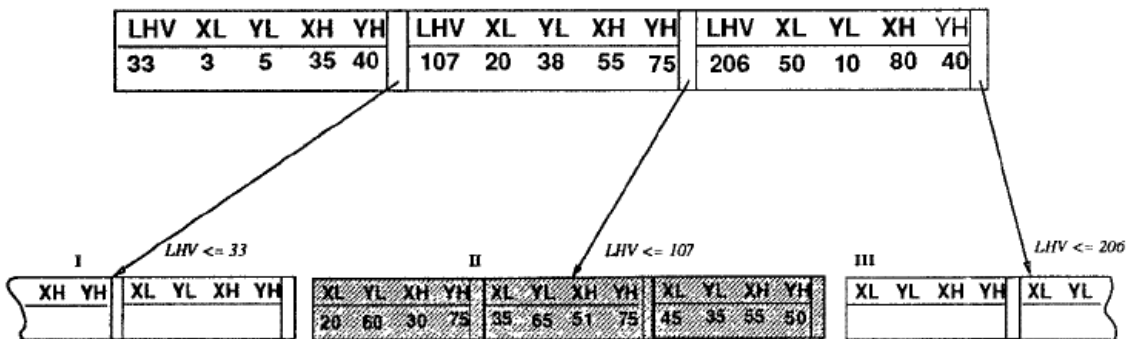 LHV XL YL XH YH LHV XL YL XH YH LHV XL YL XH YH
33 3 5 35 40 107 20 38 55 75 206 50 10 80 40
I LHV <= 33 II LHV <= 107 III LHV <= 206
XH YH XL YL XH YH XL YL XH YH XL YL XH YH XL YL XH YH XL YL XH YH XL YL
20 60 30 75 35 65 51 75 45 35 55 50